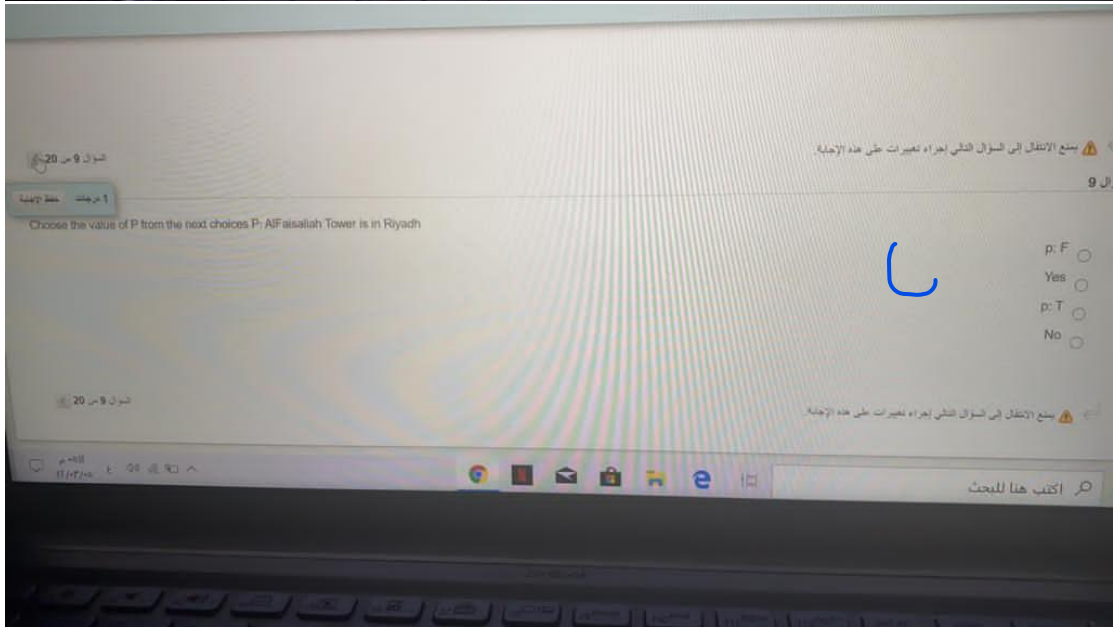 يمنع الانتقال إلى السؤال التالي إجراء تغييرات على هذه الإجابة.
السؤال 9 من 20
9
1 درجات
حفظ الإجابة
Choose the value of P from the next choices P: AlFaisaliah Tower is in Riyadh
p: F
Yes
p: T
No
يمنع الانتقال إلى السؤال التالي إجراء تغييرات على هذه الإجابة.
السؤال 9 من 20
اكتب هنا للبحث
ع